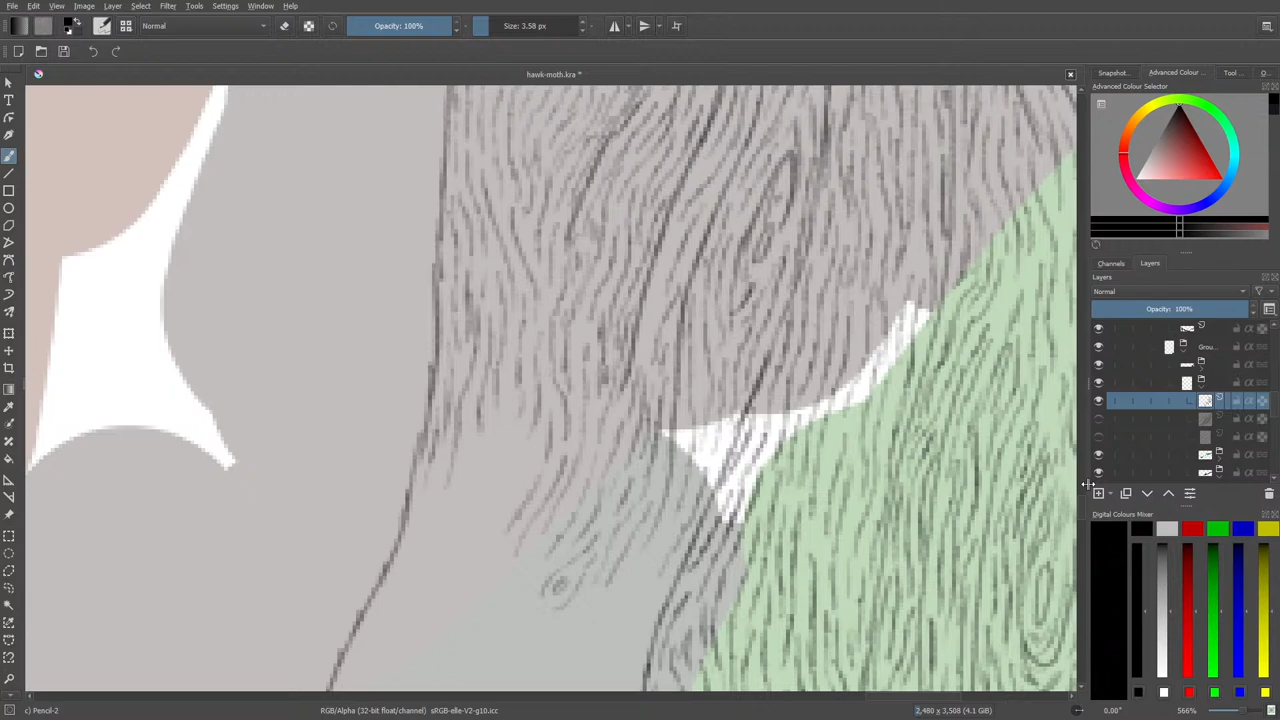 File Edit View Image Layer Select Filter Tools Settings Window Help
Normal Opacity: 100% Size: 3.58 px
hawk-moth.kra *
Snapshot... Advanced Colour ... Tool ... O...
Advanced Colour Selector
Channels Layers
Layers
Normal
Opacity: 100%
Grou...
Digital Colours Mixer
c) Pencil-2 RGB/Alpha (32-bit float/channel) sRGB-elle-V2-g10.icc 2,480 x 3,508 (4.1 GiB) 0.00° 566%